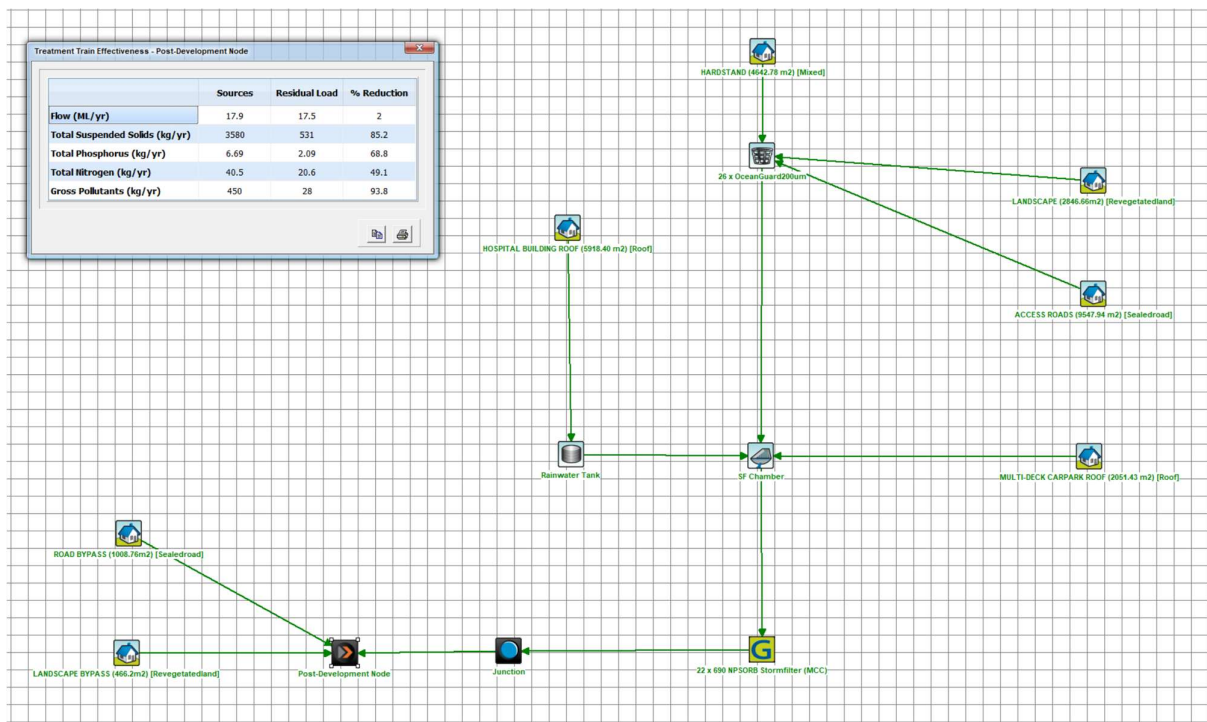 Treatment Train Effectiveness - Post-Development Node
Sources Residual Load % Reduction
Flow (ML/yr) 17.9 17.5 2
Total Suspended Solids (kg/yr) 3580 531 85.2
Total Phosphorus (kg/yr) 6.69 2.09 68.8
Total Nitrogen (kg/yr) 40.5 20.6 49.1
Gross Pollutants (kg/yr) 450 28 93.8
HARDSTAND (4642.78 m2) [Mixed]
26 x OceanGuard200um
LANDSCAPE (2846.66m2) [Revegetatedland]
HOSPITAL BUILDING ROOF (5918.40 m2) [Roof]
ACCESS ROADS (9547.94 m2) [Sealedroad]
Rainwater Tank
SF Chamber
MULTI-DECK CARPARK ROOF (2051.43 m2) [Roof]
ROAD BYPASS (1008.76m2) [Sealedroad]
LANDSCAPE BYPASS (466.2m2) [Revegetatedland]
Post-Development Node
Junction
G
22 x 690 NPSORB Stormfilter (MCC)